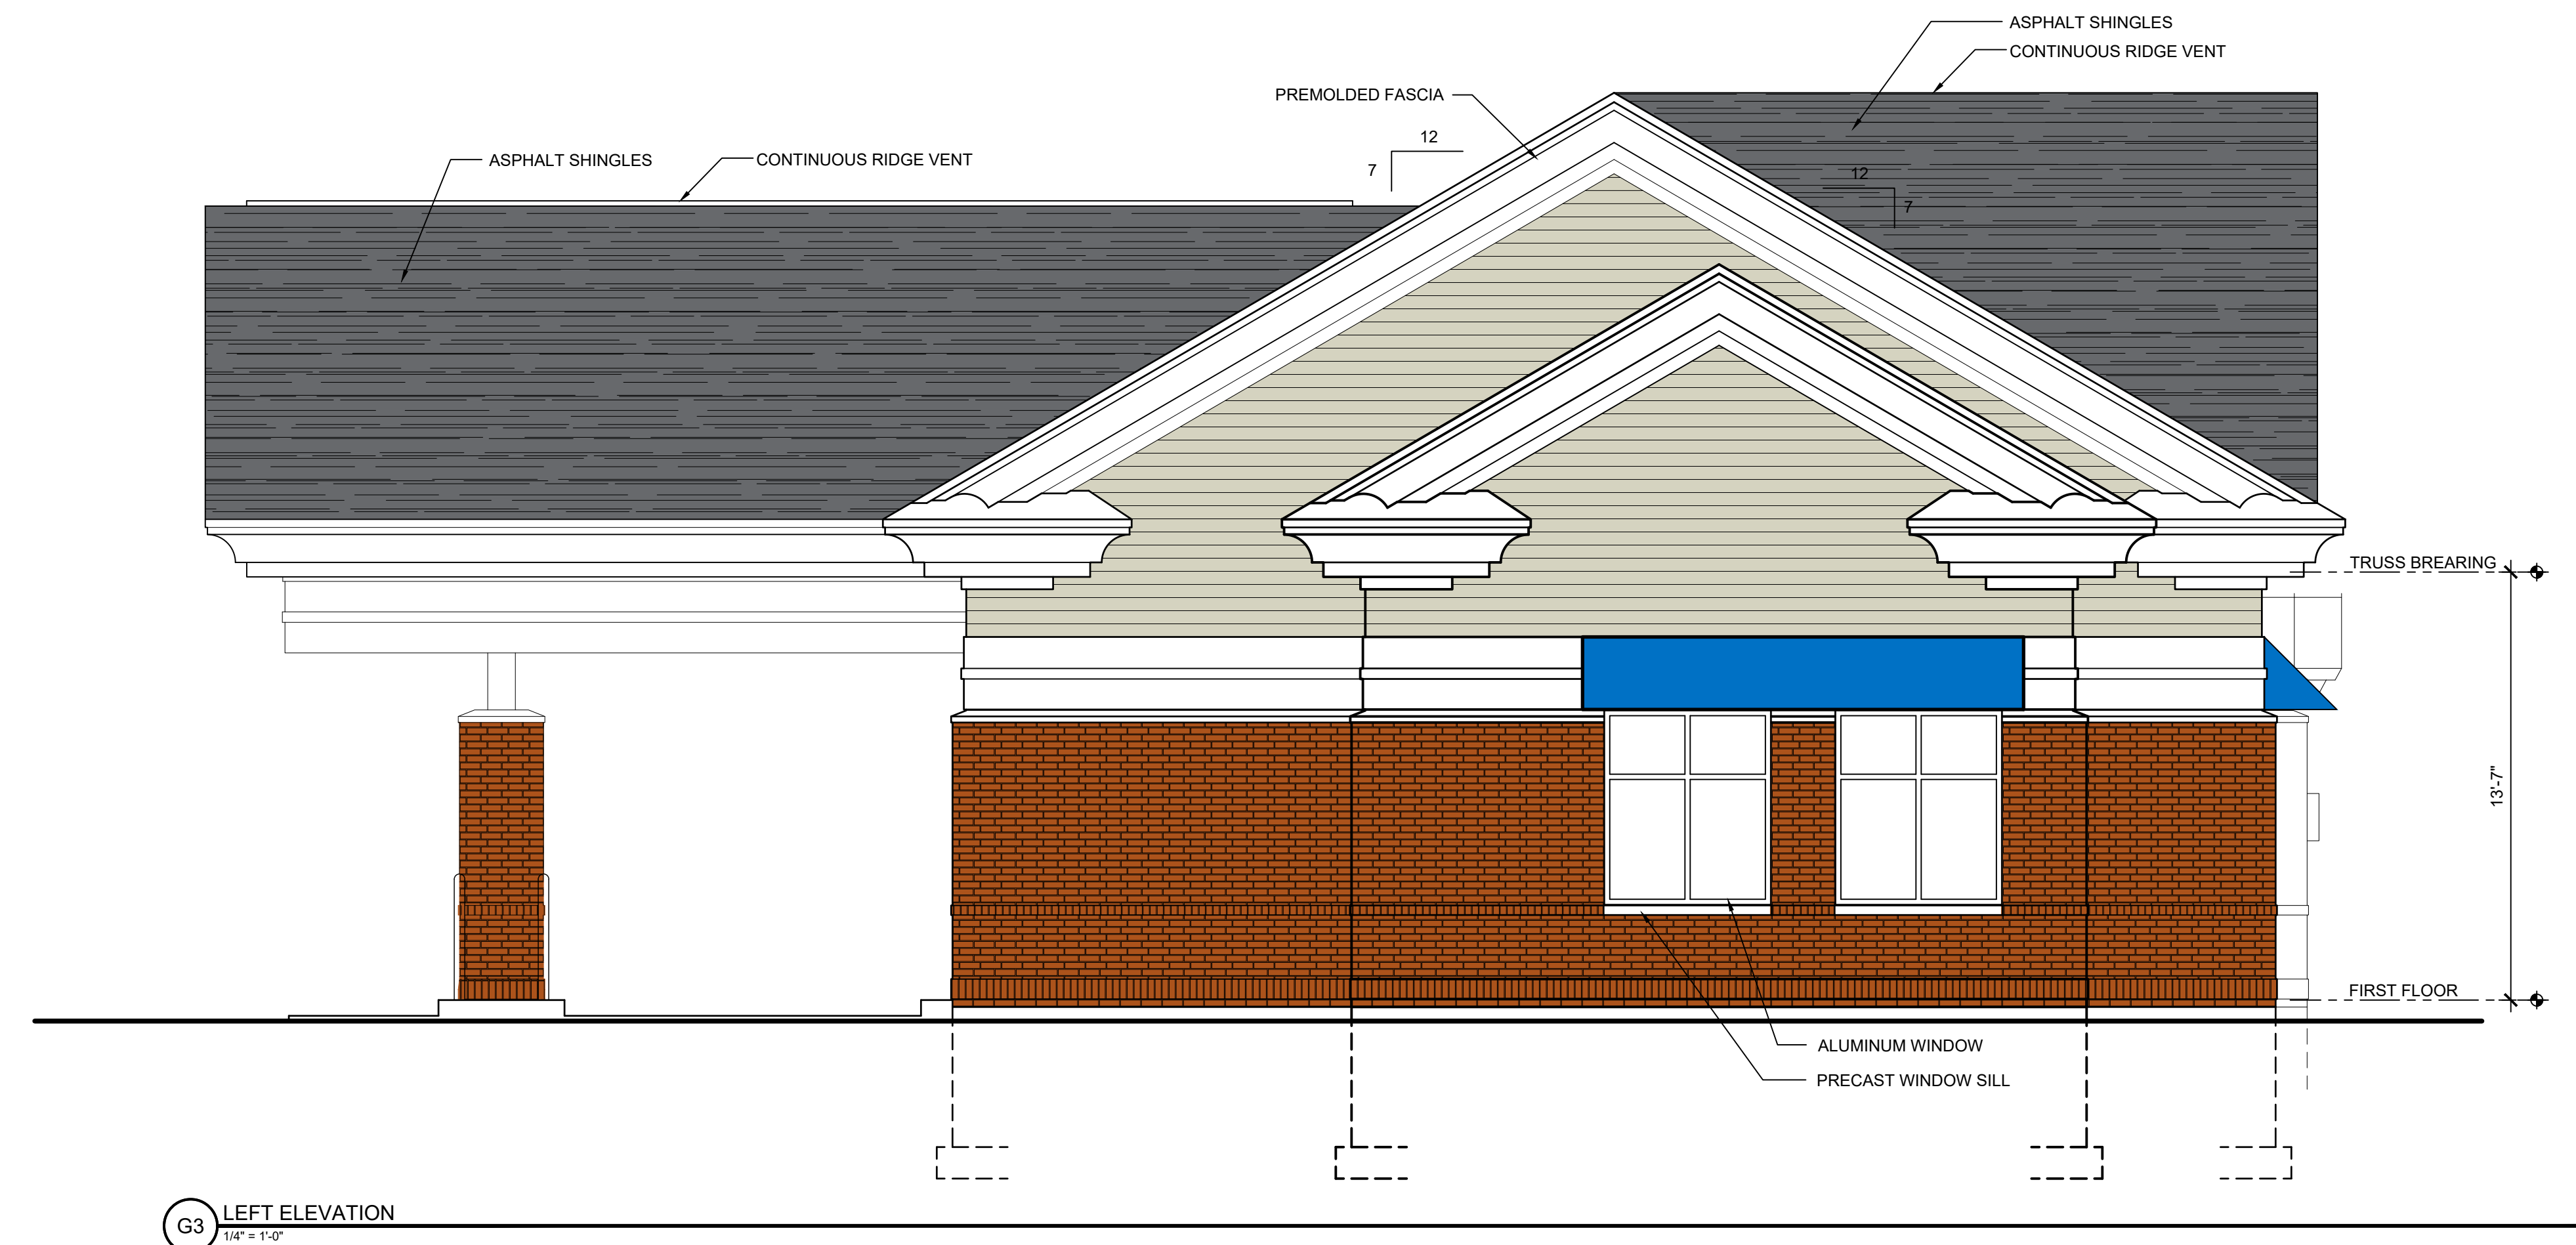 ASPHALT SHINGLES
CONTINUOUS RIDGE VENT
PREMOLDED FASCIA
12
7
ASPHALT SHINGLES
CONTINUOUS RIDGE VENT
12
7
TRUSS BREARING
13'-7"
FIRST FLOOR
ALUMINUM WINDOW
PRECAST WINDOW SILL
G3
LEFT ELEVATION
1/4" = 1'-0"